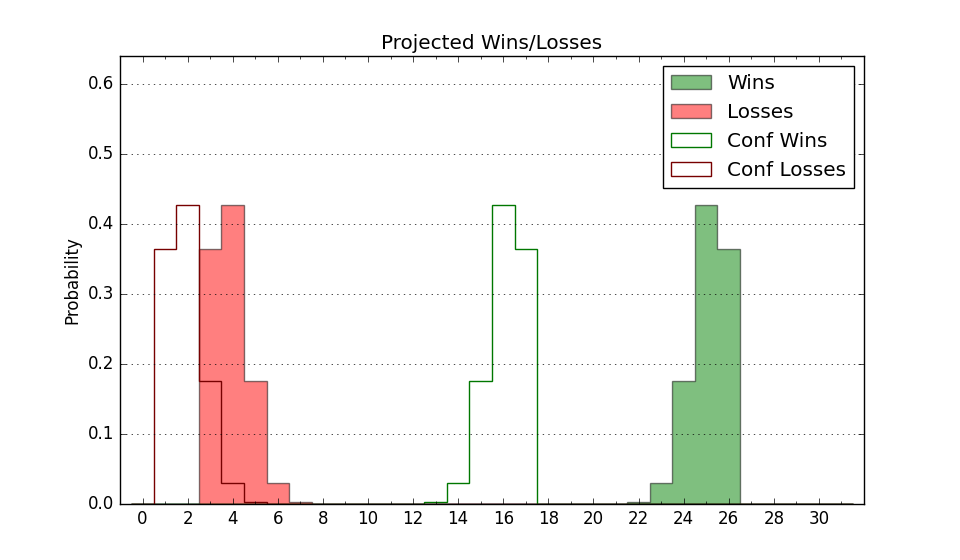 Projected Wins/Losses
Probability
0.6
0.5
0.4
0.3
0.2
0.1
0.0
Wins
Losses
Conf Wins
Conf Losses
0 2 4 6 8 10 12 14 16 18 20 22 24 26 28 30